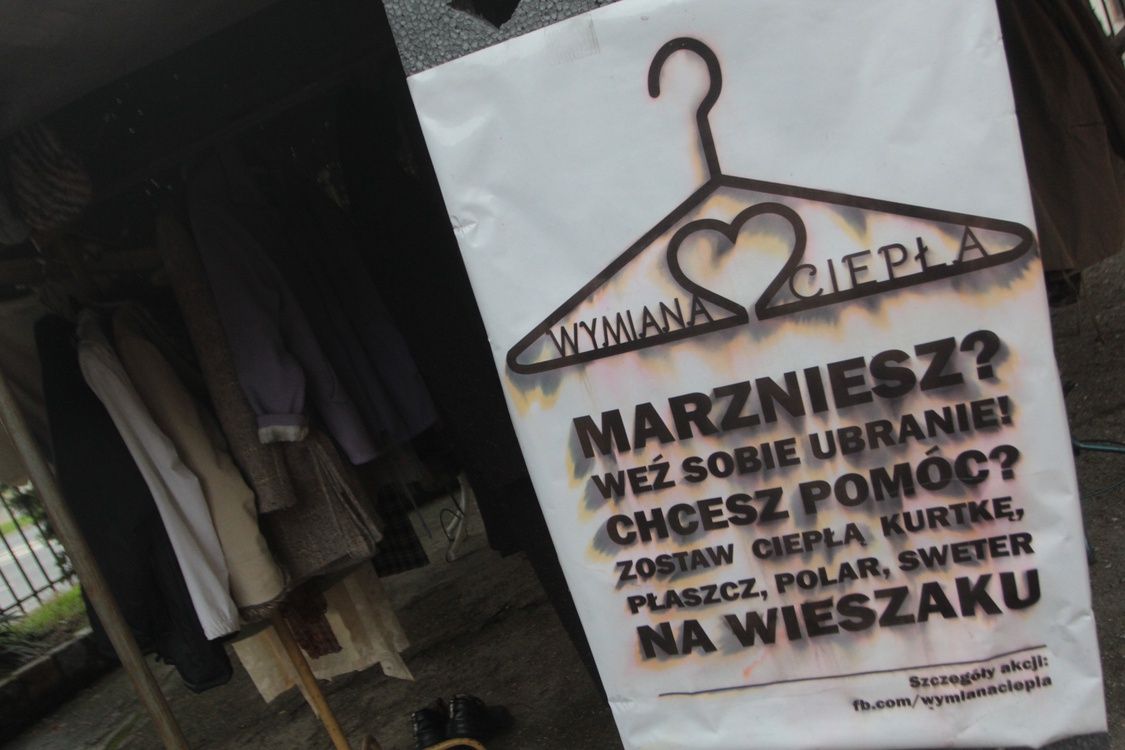 WYMIANA CIEPŁA
MARZNIESZ?
WEŹ SOBIE UBRANIE!
CHCESZ POMÓC?
ZOSTAW CIEPŁĄ KURTKĘ,
PŁASZCZ, POLAR, SWETER
NA WIESZAKU
Szczegóły akcji:
fb.com/wymianaciepla